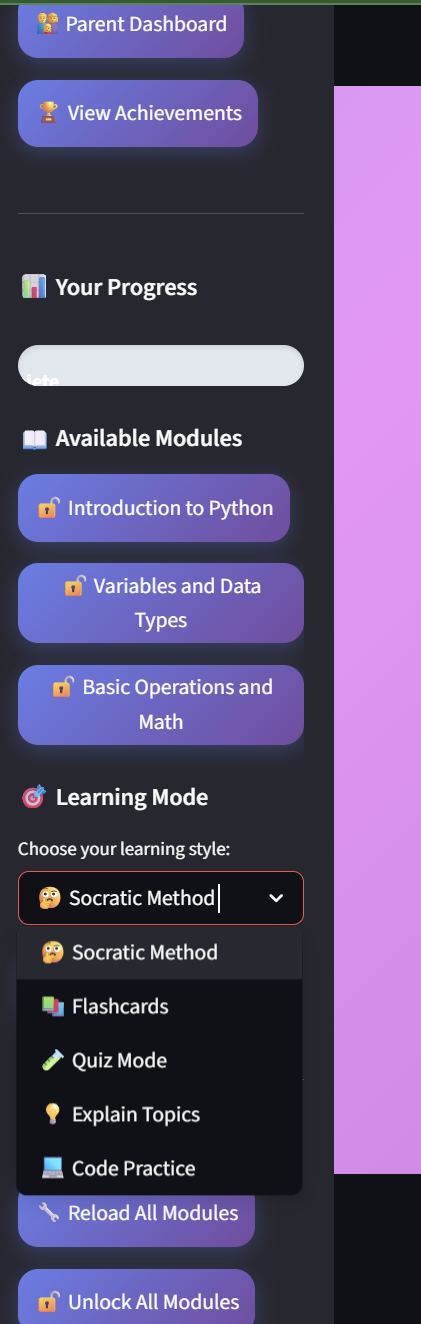 Parent Dashboard
View Achievements
Your Progress
Available Modules
Introduction to Python
Variables and Data
Types
Basic Operations and
Math
Learning Mode
Choose your learning style:
Socratic Method
Socratic Method
Flashcards
Quiz Mode
Explain Topics
Code Practice
Reload All Modules
Unlock All Modules